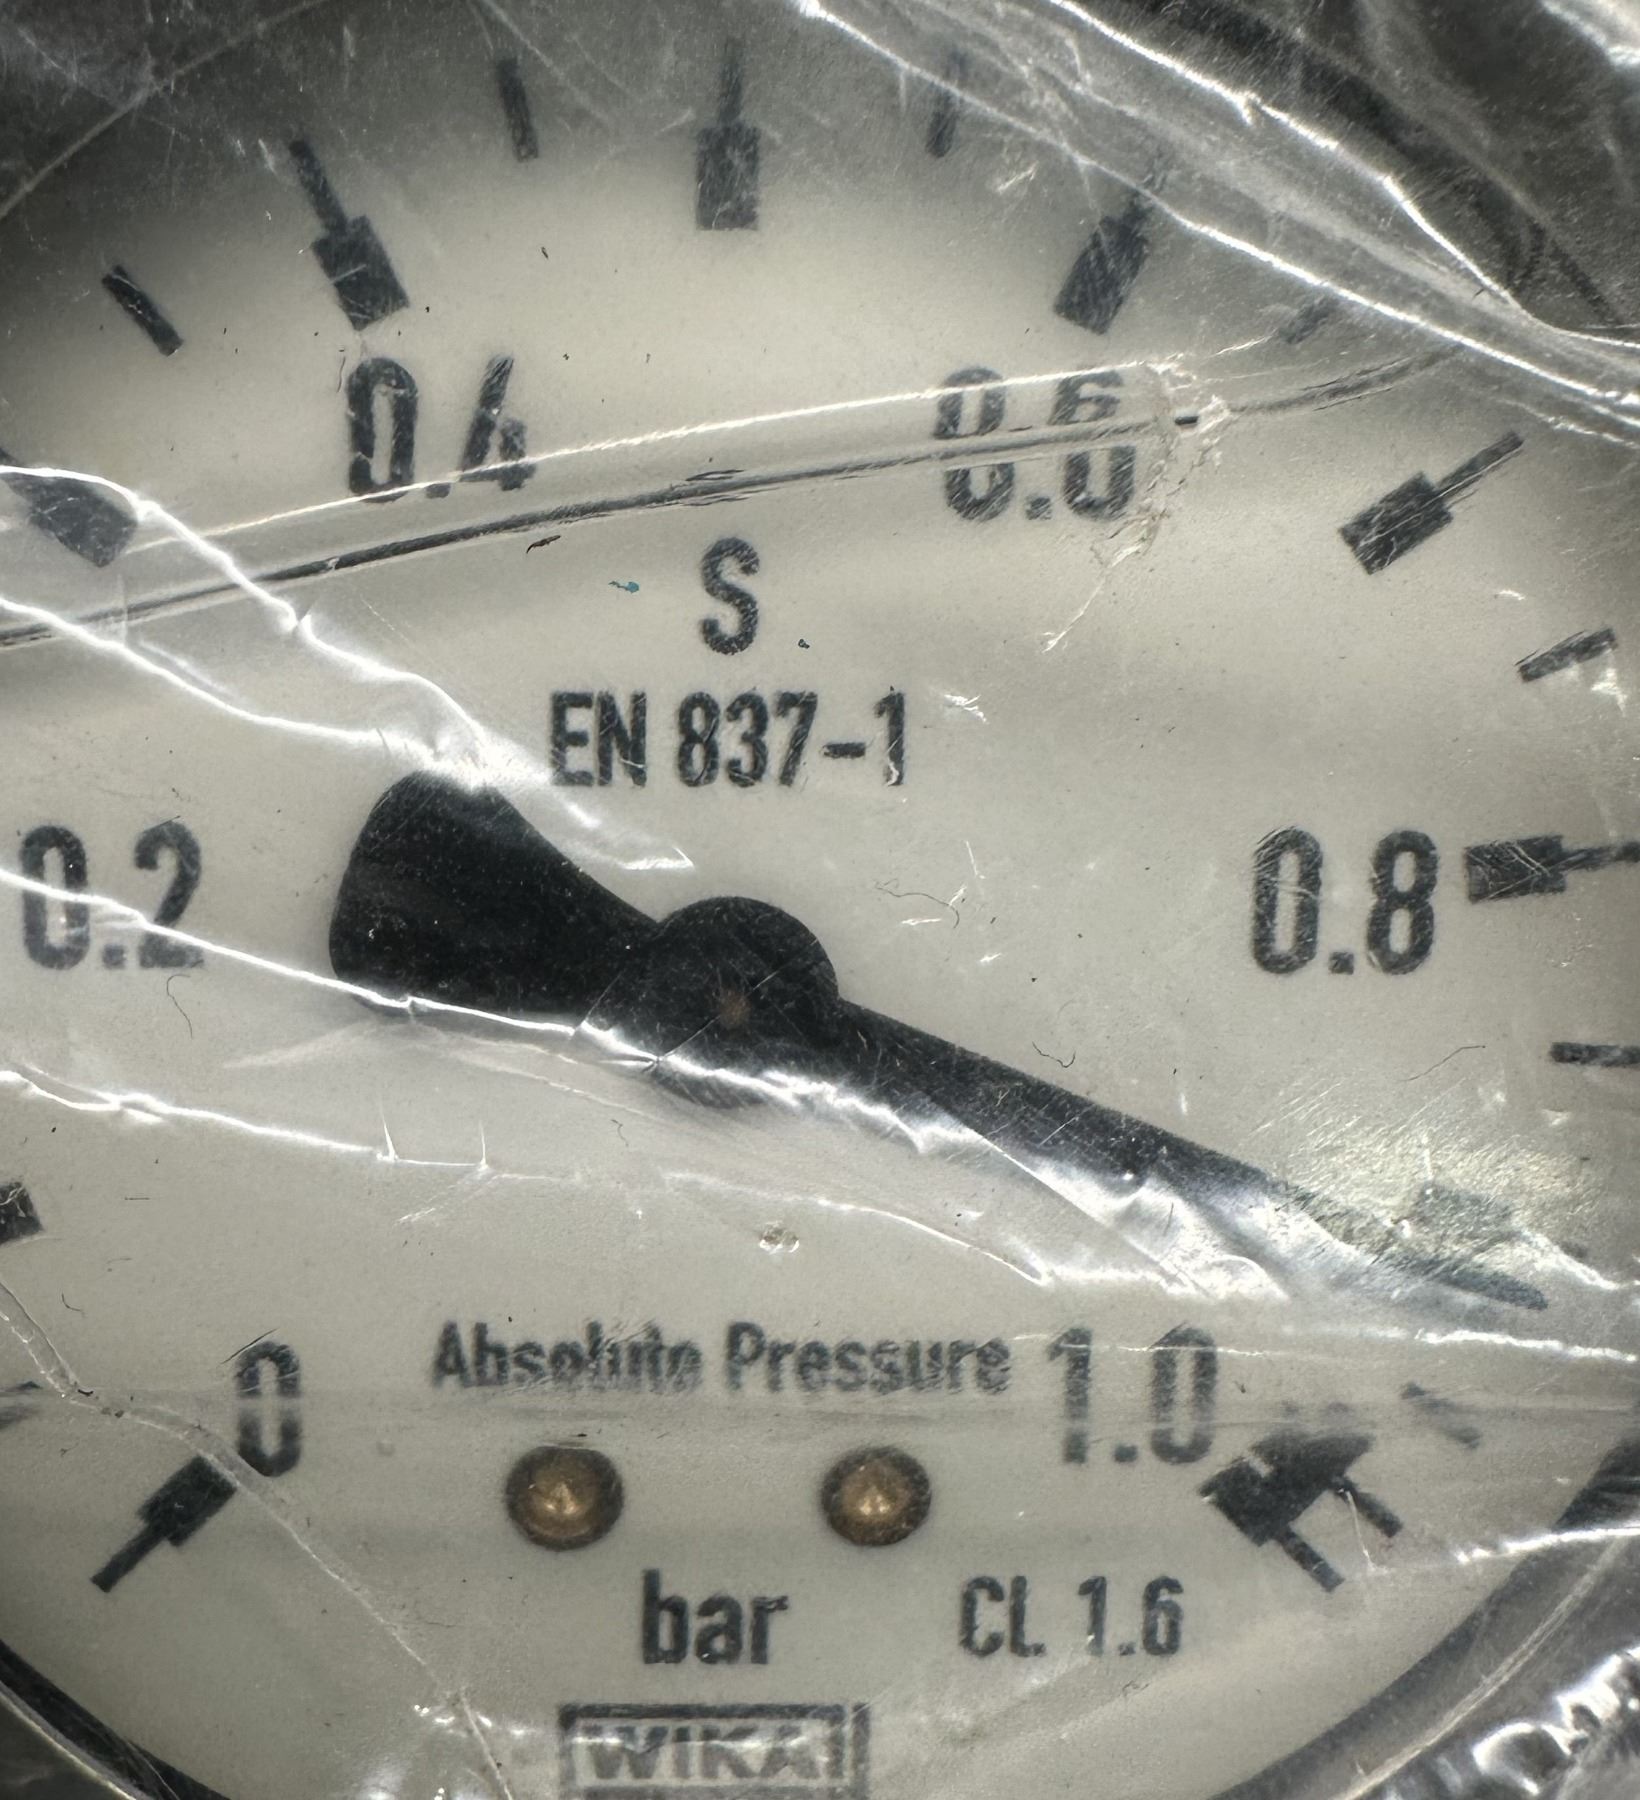 0.4 0.6
S
EN 837-1
0.2 0.8
0 Absolute Pressure 1.0
bar CL 1.6
WIKA